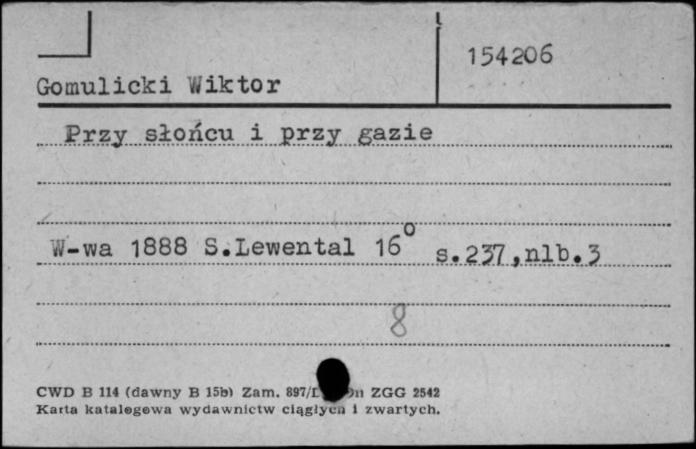 154206
Gomulicki Wiktor
Przy słońcu i przy gazie
W-wa 1888 S.Lewental 16° s.237,nlb.3
8
CWD B 114 (dawny B 15b) Zam. ZGG 2542
Karta katalogowa wydawnictw ciągłych i zwartych.